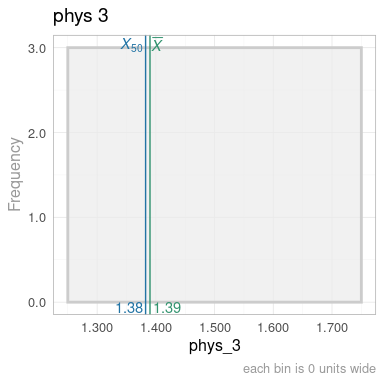 phys 3
X50 X̅
3.0
2.0
1.0
0.0
Frequency
1.38 1.39
1.300 1.400 1.500 1.600 1.700
phys_3
each bin is 0 units wide